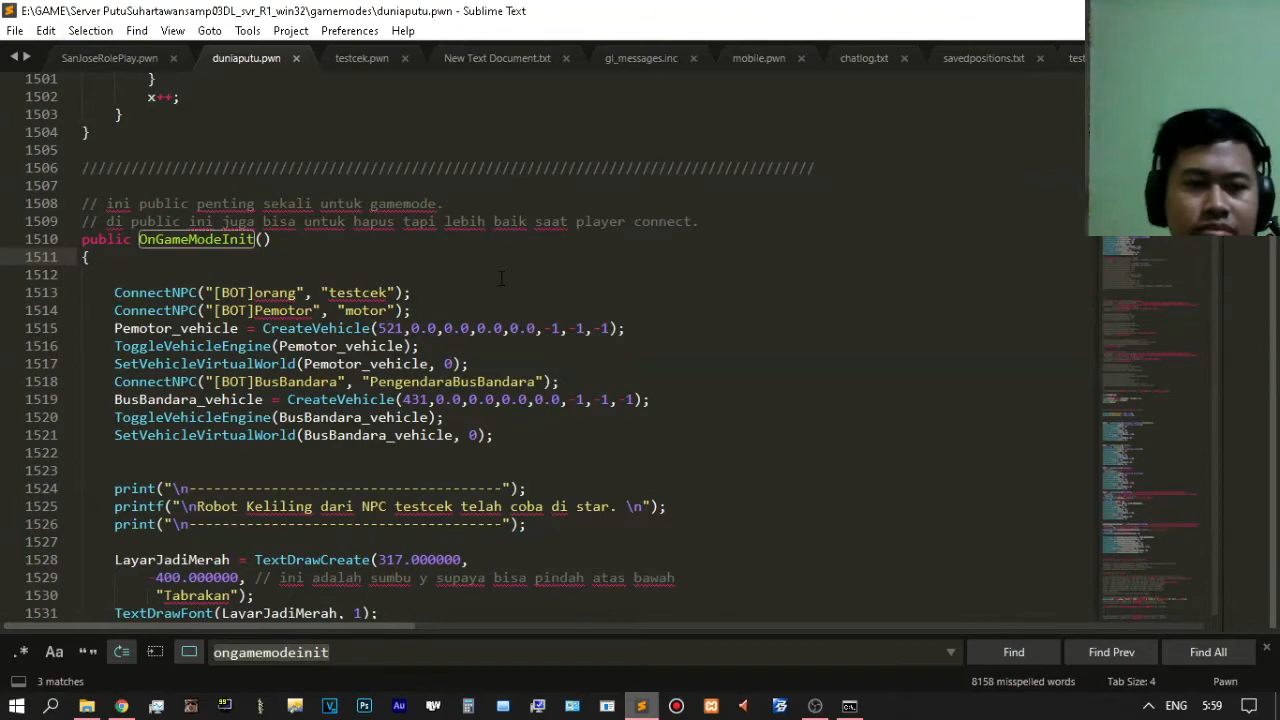 E:\GAME\Server PutuSuhartawansamp03DL_svr_R1_win32\gamemodes\duniaputu.pwn - Sublime Text
File Edit Selection Find View Goto Tools Project Preferences Help
SanJoseRolePlay.pwn duniaputu.pwn testcek.pwn New Text Document.txt gl_messages.inc mobile.pwn chatlog.txt savedpositions.txt
1501 }
1502 x++;
1503 }
1504 }
1505
1506 /////////////////////////////////////////////////////////////////////////////////////////
1507
1508 // ini public penting sekali untuk gamemode.
1509 // di public ini juga bisa untuk hapus tapi lebih baik saat player connect.
1510 public OnGameModeInit()
1511 {
1512
1513 ConnectNPC("[BOT]orang", "testcek");
1514 ConnectNPC("[BOT]Pemotor", "motor");
1515 Pemotor_vehicle = CreateVehicle(521,0.0,0.0,0.0,0.0,-1,-1,-1);
1516 ToggleVehicleEngine(Pemotor_vehicle);
1517 SetVehicleVirtualWorld(Pemotor_vehicle, 0);
1518 ConnectNPC("[BOT]BusBandara", "PengendaraBusBandara");
1519 BusBandara_vehicle = CreateVehicle(431,0.0,0.0,0.0,0.0,-1,-1,-1);
1520 ToggleVehicleEngine(BusBandara_vehicle);
1521 SetVehicleVirtualWorld(BusBandara_vehicle, 0);
1522
1523
1524 print("\n--------------------------------------");
1525 printf("\nRobot Keliling dari NPC testcek telah coba di star. \n");
1526 print("\n--------------------------------------");
1527
1528 LayarJadiMerah = TextDrawCreate(317.000000,
1529 -400.000000, // ini adalah sumbu y supaya bisa pindah atas bawah
1530 "Tabrakan");
1531 TextDrawFont(LayarJadiMerah, 1);
.* Aa ongamemodeinit Find Find Prev Find All
3 matches 8158 misspelled words Tab Size: 4 Pawn
ENG 5:59